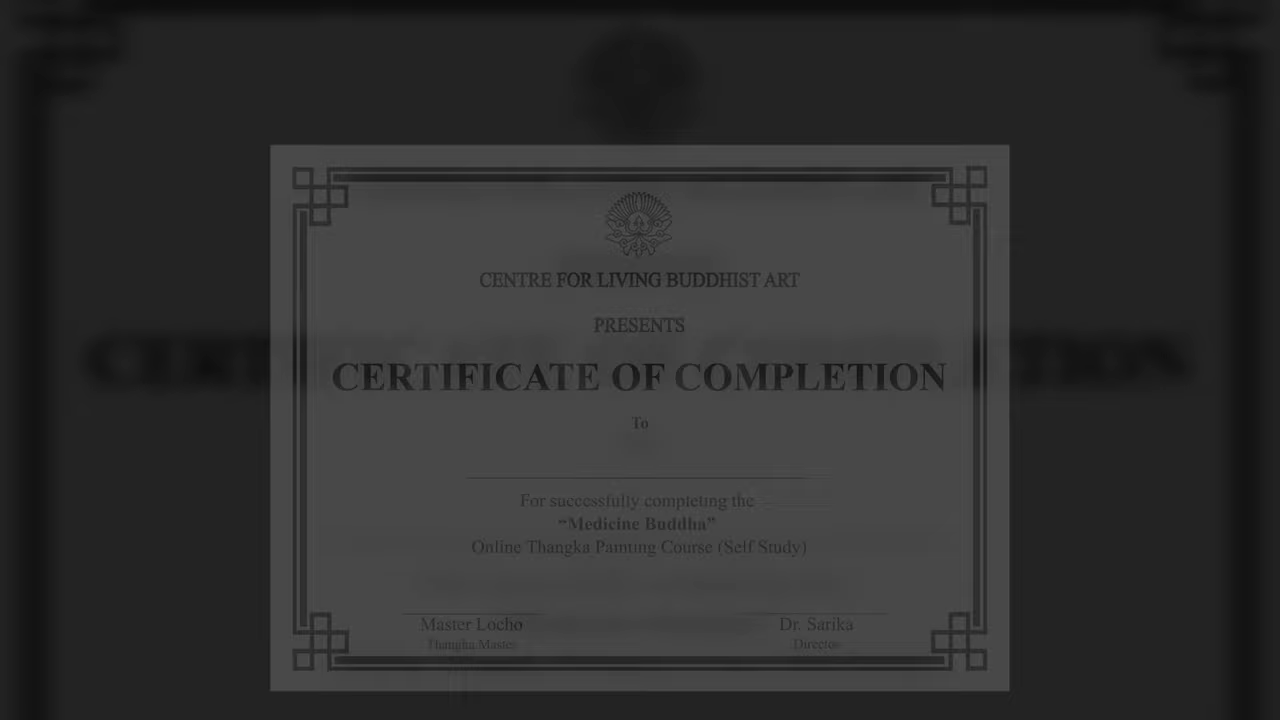 CENTRE FOR LIVING BUDDHIST ART
PRESENTS
CERTIFICATE OF COMPLETION
To
For successfully completing the
“Medicine Buddha”
Online Thangka Painting Course (Self Study)
Master Locho
Thangka Master
Dr. Sarika
Director